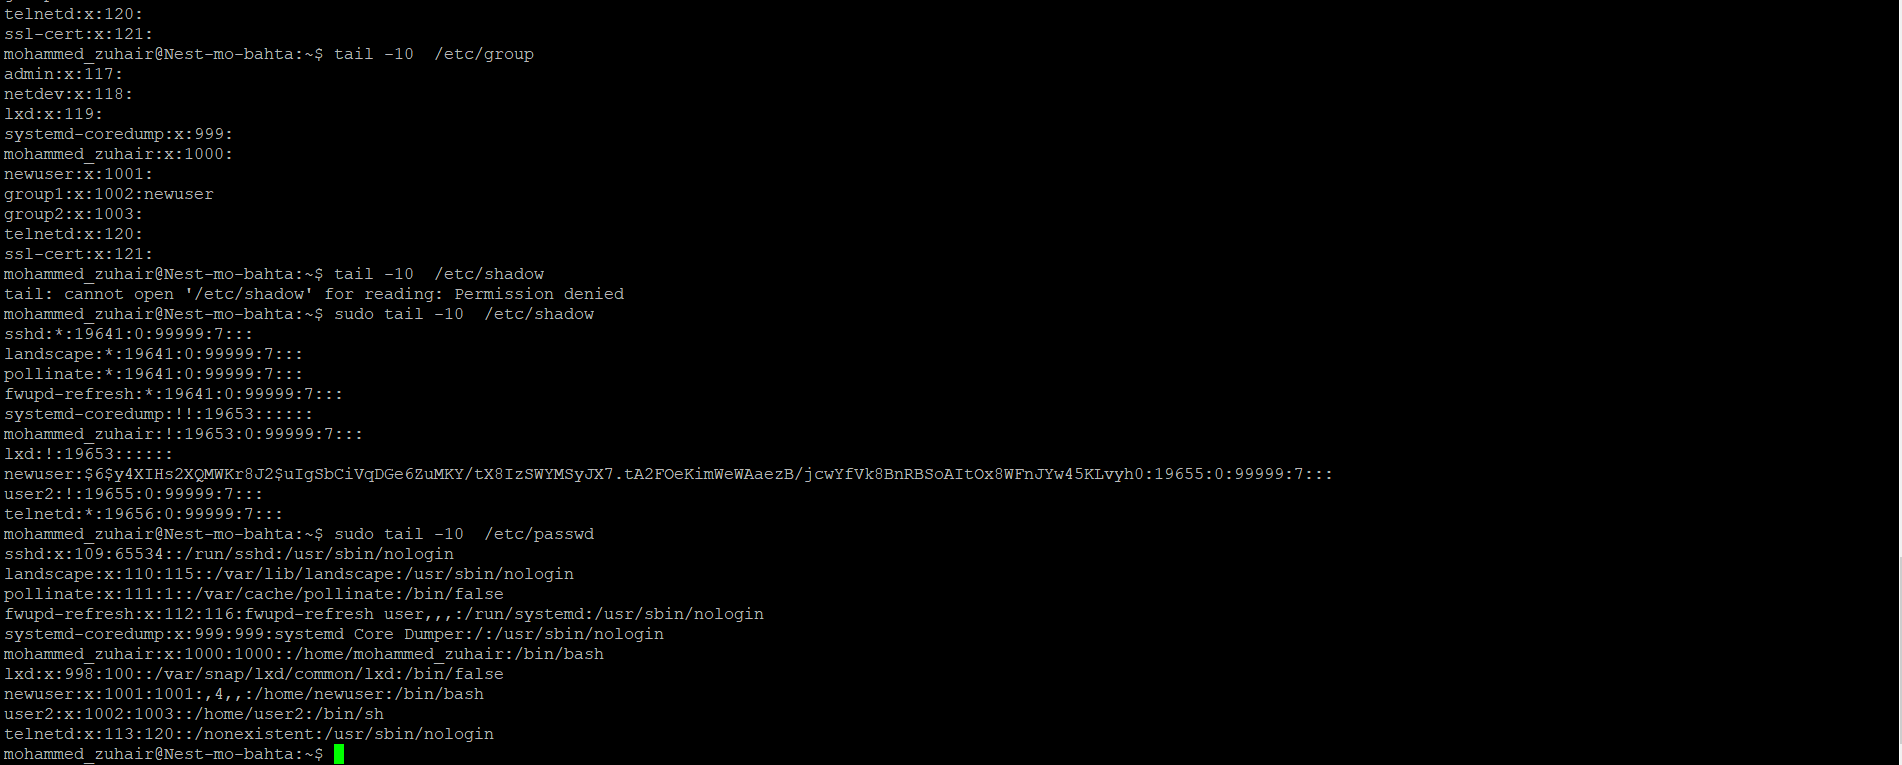 telnetd:x:120:
ssl-cert:x:121:
mohammed_zuhair@Nest-mo-bahta:~$ tail -10  /etc/group
admin:x:117:
netdev:x:118:
lxd:x:119:
systemd-coredump:x:999:
mohammed_zuhair:x:1000:
newuser:x:1001:
group1:x:1002:newuser
group2:x:1003:
telnetd:x:120:
ssl-cert:x:121:
mohammed_zuhair@Nest-mo-bahta:~$ tail -10  /etc/shadow
tail: cannot open '/etc/shadow' for reading: Permission denied
mohammed_zuhair@Nest-mo-bahta:~$ sudo tail -10  /etc/shadow
sshd:*:19641:0:99999:7:::
landscape:*:19641:0:99999:7:::
pollinate:*:19641:0:99999:7:::
fwupd-refresh:*:19641:0:99999:7:::
systemd-coredump:!!:19653::::::
mohammed_zuhair:!:19653:0:99999:7:::
lxd:!:19653::::::
newuser:$6$y4XIHs2XQMWKr8J2$uIgSbCiVqDGe6ZuMKY/tX8IzSWYMSyJX7.tA2FOeKimWeWAaezB/jcwYfVk8BnRBSoAItOx8WFnJYw45KLvyh0:19655:0:99999:7:::
user2:!:19655:0:99999:7:::
telnetd:*:19656:0:99999:7:::
mohammed_zuhair@Nest-mo-bahta:~$ sudo tail -10  /etc/passwd
sshd:x:109:65534::/run/sshd:/usr/sbin/nologin
landscape:x:110:115::/var/lib/landscape:/usr/sbin/nologin
pollinate:x:111:1::/var/cache/pollinate:/bin/false
fwupd-refresh:x:112:116:fwupd-refresh user,,,:/run/systemd:/usr/sbin/nologin
systemd-coredump:x:999:999:systemd Core Dumper:/:/usr/sbin/nologin
mohammed_zuhair:x:1000:1000::/home/mohammed_zuhair:/bin/bash
lxd:x:998:100::/var/snap/lxd/common/lxd:/bin/false
newuser:x:1001:1001:,4,,:/home/newuser:/bin/bash
user2:x:1002:1003::/home/user2:/bin/sh
telnetd:x:113:120::/nonexistent:/usr/sbin/nologin
mohammed_zuhair@Nest-mo-bahta:~$